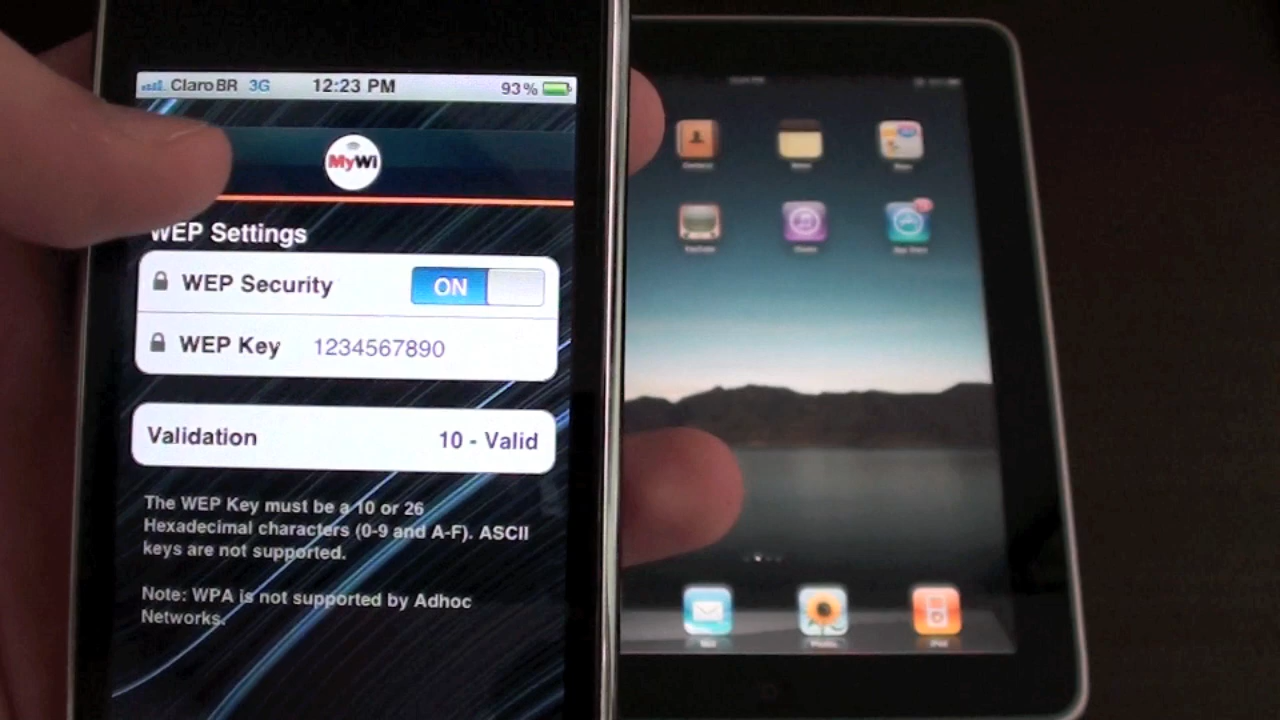 Claro BR 3G 12:23 PM 93%
MyWi
WEP Settings
WEP Security ON
WEP Key 1234567890
Validation 10 - Valid
The WEP Key must be a 10 or 26
Hexadecimal characters (0-9 and A-F). ASCII
keys are not supported.
Note: WPA is not supported by Adhoc
Networks.
YouTube